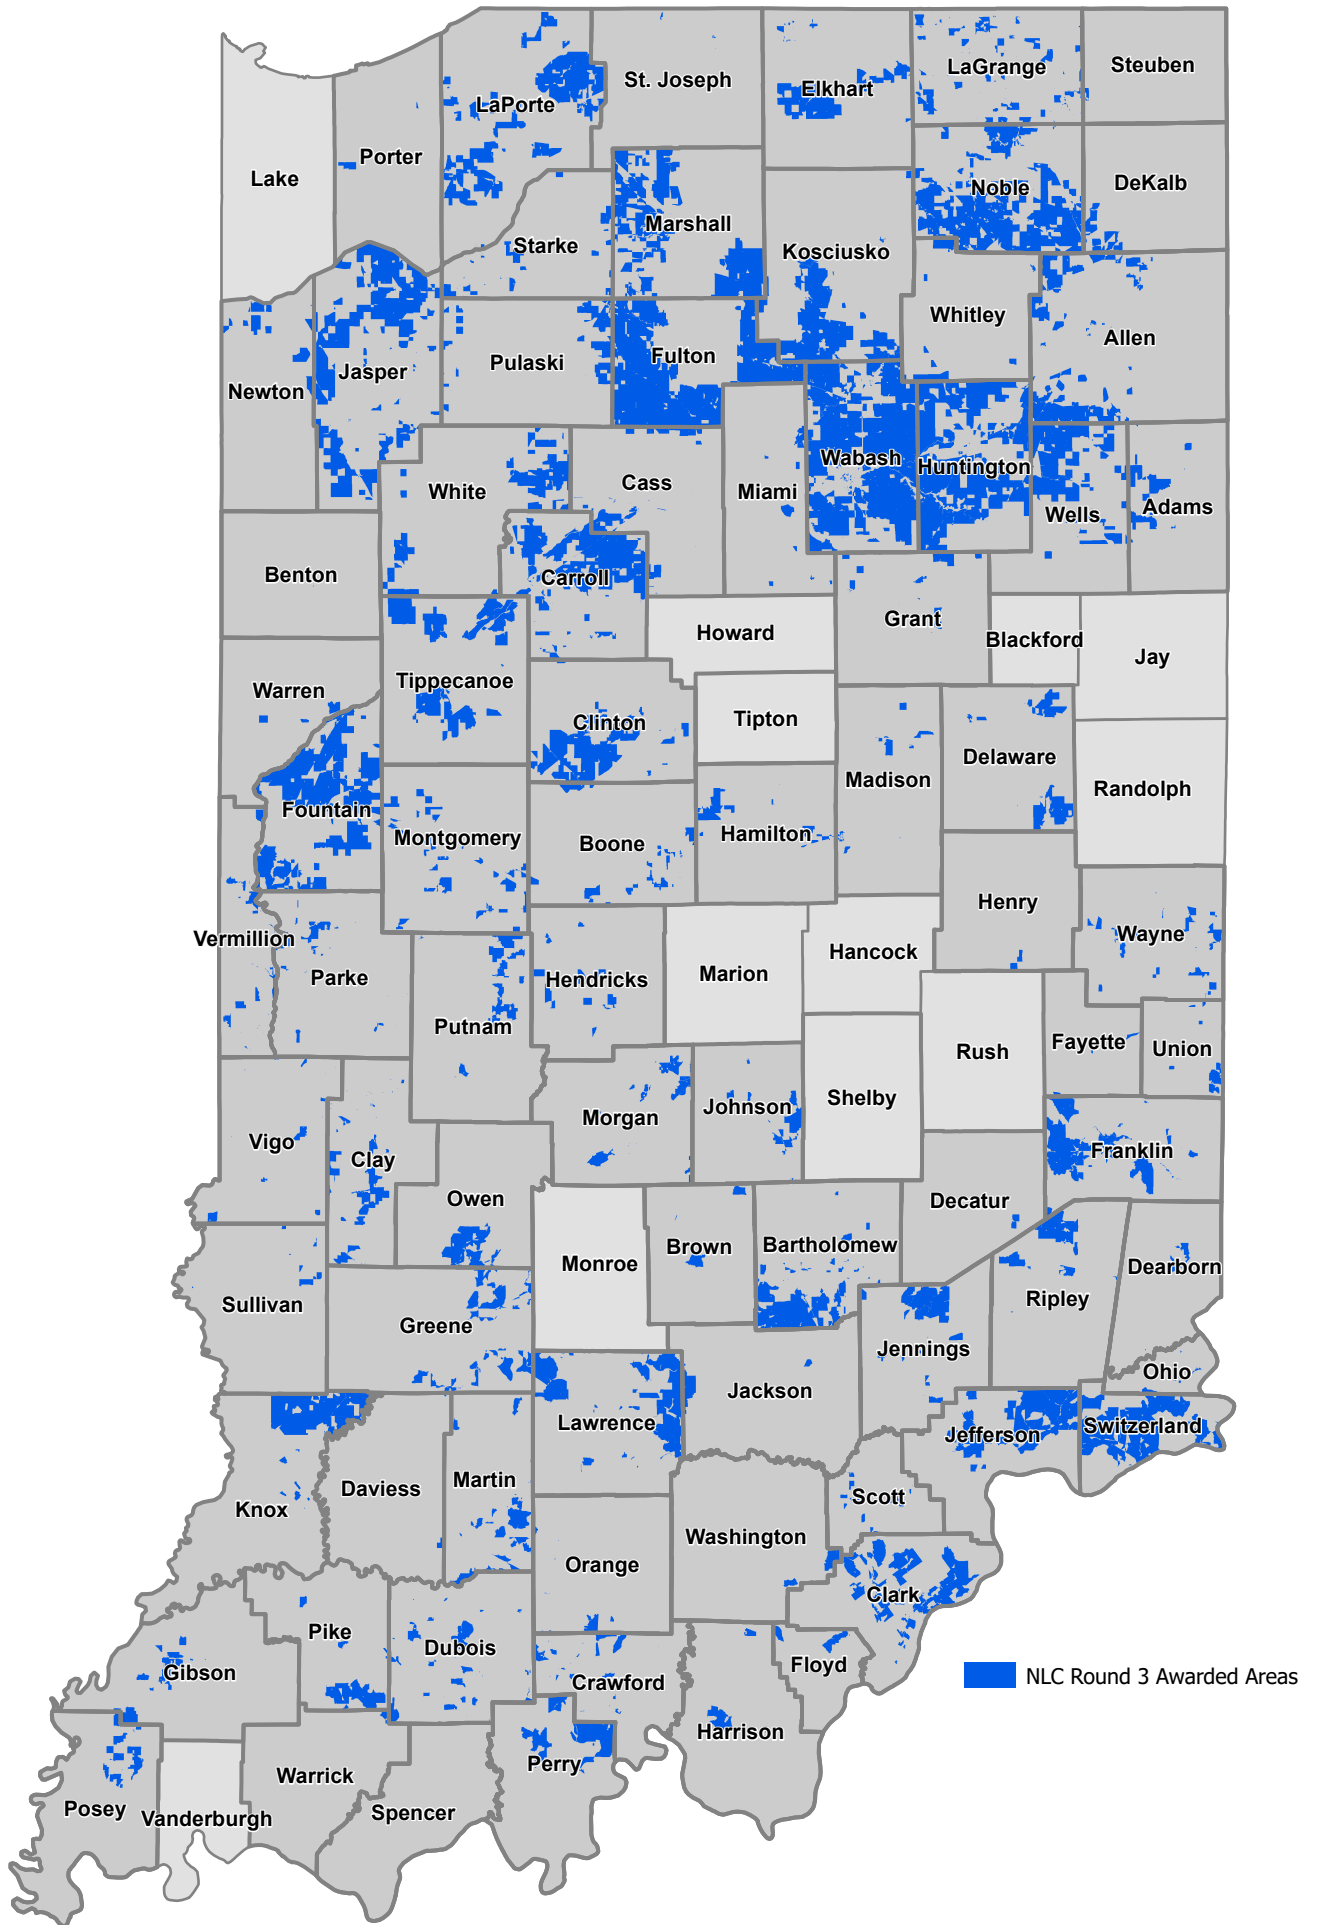 LaGrange
Steuben
St. Joseph
Elkhart
LaPorte
Porter
Lake
Noble
DeKalb
Marshall
Starke
Kosciusko
Whitley
Allen
Fulton
Pulaski
Jasper
Newton
Wabash
Huntington
Cass
White
Miami
Wells
Adams
Benton
Carroll
Grant
Howard
Blackford
Jay
Tippecanoe
Warren
Clinton
Tipton
Delaware
Madison
Randolph
Fountain
Montgomery
Boone
Hamilton
Henry
Wayne
Vermillion
Parke
Hendricks
Marion
Hancock
Putnam
Rush
Fayette
Union
Shelby
Johnson
Morgan
Vigo
Clay
Franklin
Owen
Decatur
Brown
Bartholomew
Monroe
Dearborn
Ripley
Sullivan
Greene
Jennings
Ohio
Jackson
Lawrence
Jefferson
Switzerland
Martin
Daviess
Scott
Knox
Washington
Orange
Clark
Pike
Dubois
Floyd
Gibson
Crawford
NLC Round 3 Awarded Areas
Harrison
Perry
Warrick
Posey
Spencer
Vanderburgh